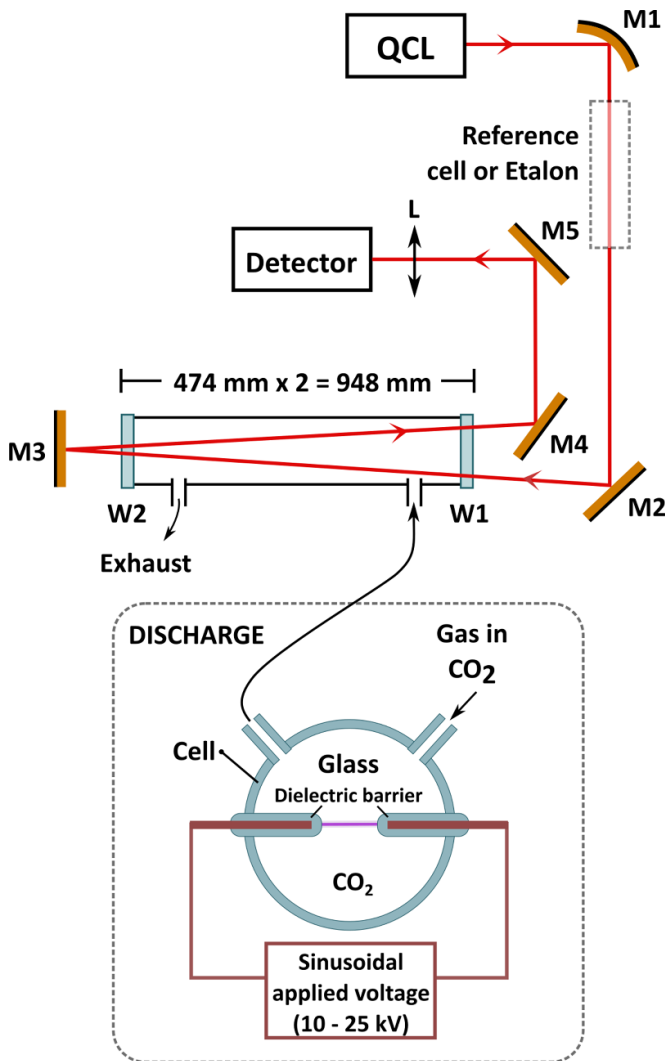 M1
QCL
Reference
cell or Etalon
L
M5
Detector
474 mm x 2 = 948 mm
M3
M4
W2
W1
M2
Exhaust
DISCHARGE
Gas in
CO2
Cell
Glass
Dielectric barrier
CO2
Sinusoidal
applied voltage
(10 - 25 kV)